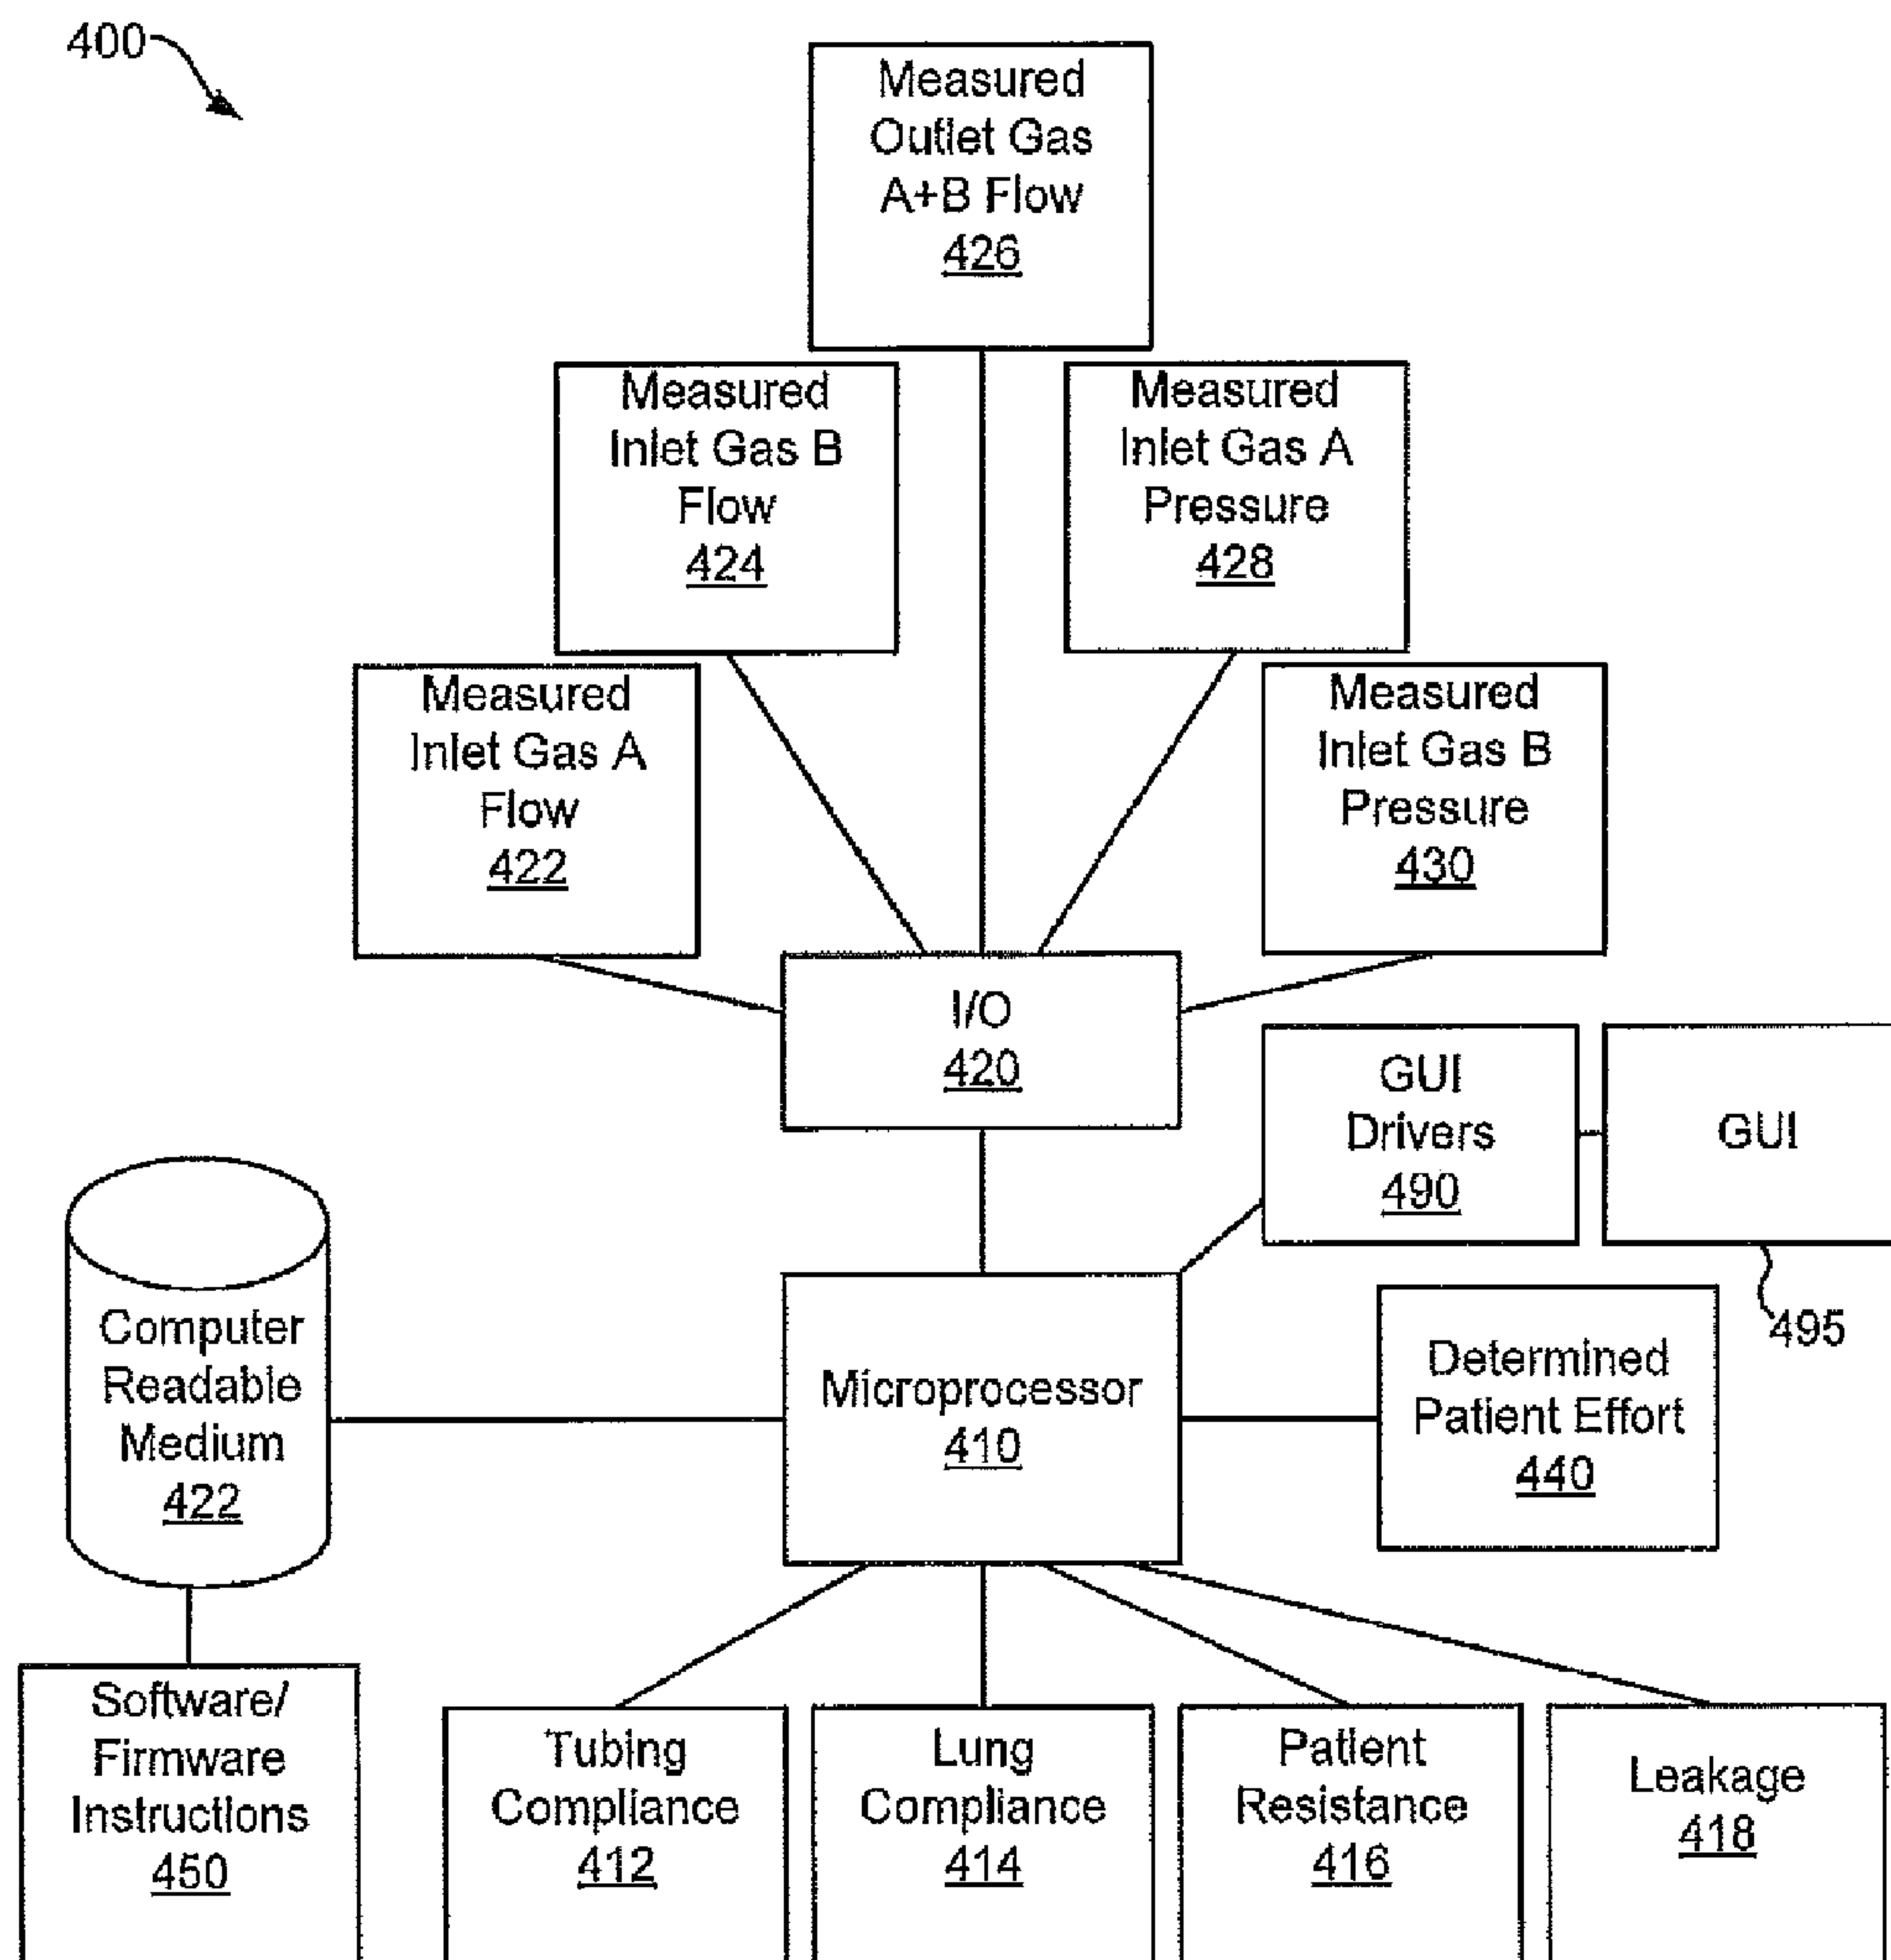 400
Measured
Outlet Gas
A+B Flow
426
Measured
Inlet Gas B
Flow
424
Measured
Inlet Gas A
Pressure
428
Measured
Inlet Gas A
Flow
422
Measured
Inlet Gas B
Pressure
430
I/O
420
GUI
Drivers
490
GUI
495
Computer
Readable
Medium
422
Microprocessor
410
Determined
Patient Effort
440
Software/
Firmware
Instructions
450
Tubing
Compliance
412
Lung
Compliance
414
Patient
Resistance
416
Leakage
418